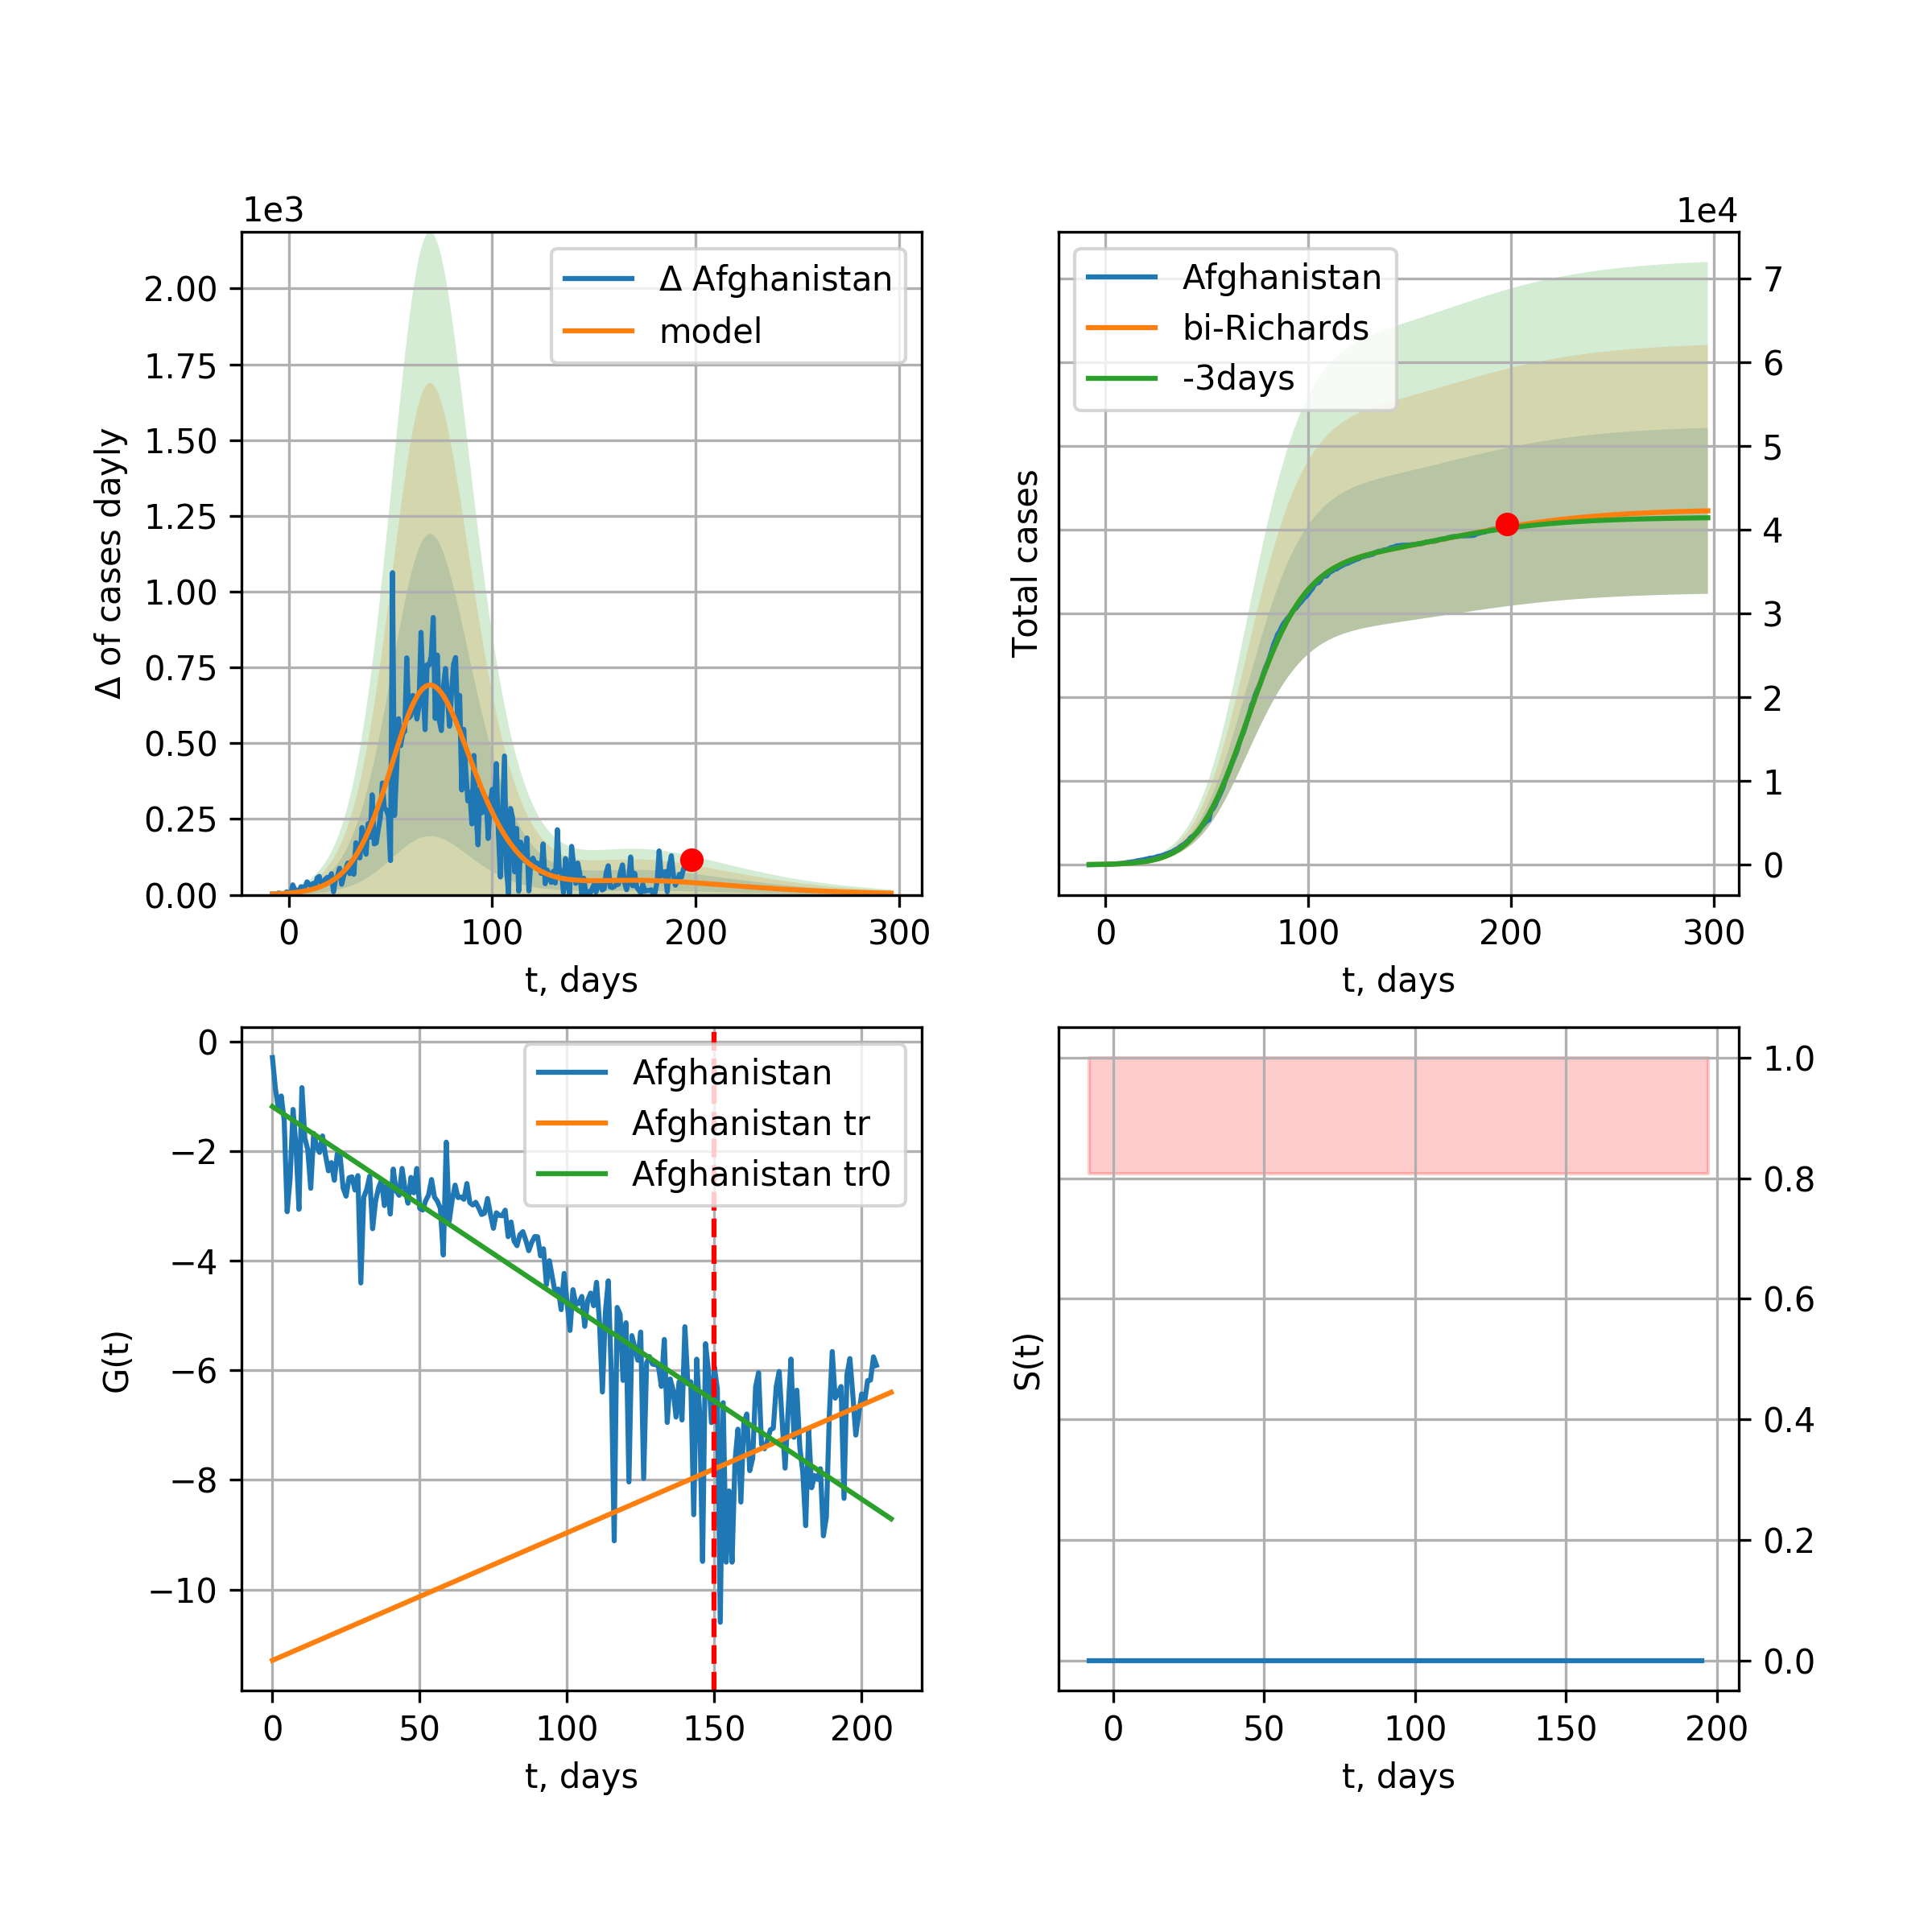 1e3
Δ of cases dayly
2.00
1.75
1.50
1.25
1.00
0.75
0.50
0.25
0.00
Δ Afghanistan
model
0 100 200 300
t, days
1e4
Total cases
Afghanistan
bi-Richards
-3days
7
6
5
4
3
2
1
0
0 100 200 300
t, days
G(t)
0
−2
−4
−6
−8
−10
Afghanistan
Afghanistan tr
Afghanistan tr0
0 50 100 150 200
t, days
S(t)
1.0
0.8
0.6
0.4
0.2
0.0
0 50 100 150 200
t, days